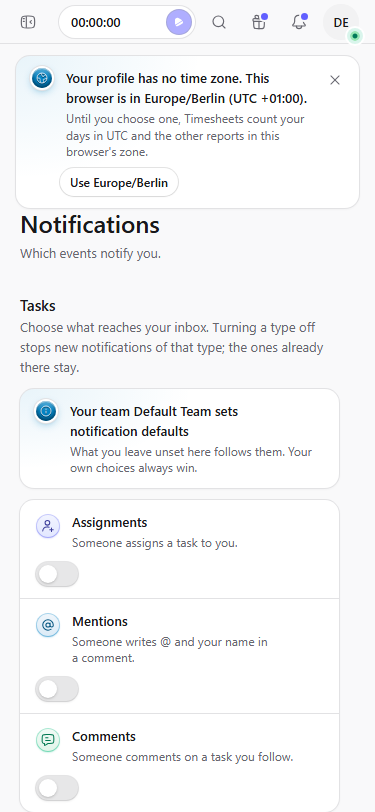 00:00:00
DE
Your profile has no time zone. This
browser is in Europe/Berlin (UTC +01:00).
Until you choose one, Timesheets count your
days in UTC and the other reports in this
browser's zone.
Use Europe/Berlin
Notifications
Which events notify you.
Tasks
Choose what reaches your inbox. Turning a type off
stops new notifications of that type; the ones already
there stay.
Your team Default Team sets
notification defaults
What you leave unset here follows them. Your
own choices always win.
Assignments
Someone assigns a task to you.
Mentions
Someone writes @ and your name in
a comment.
Comments
Someone comments on a task you follow.